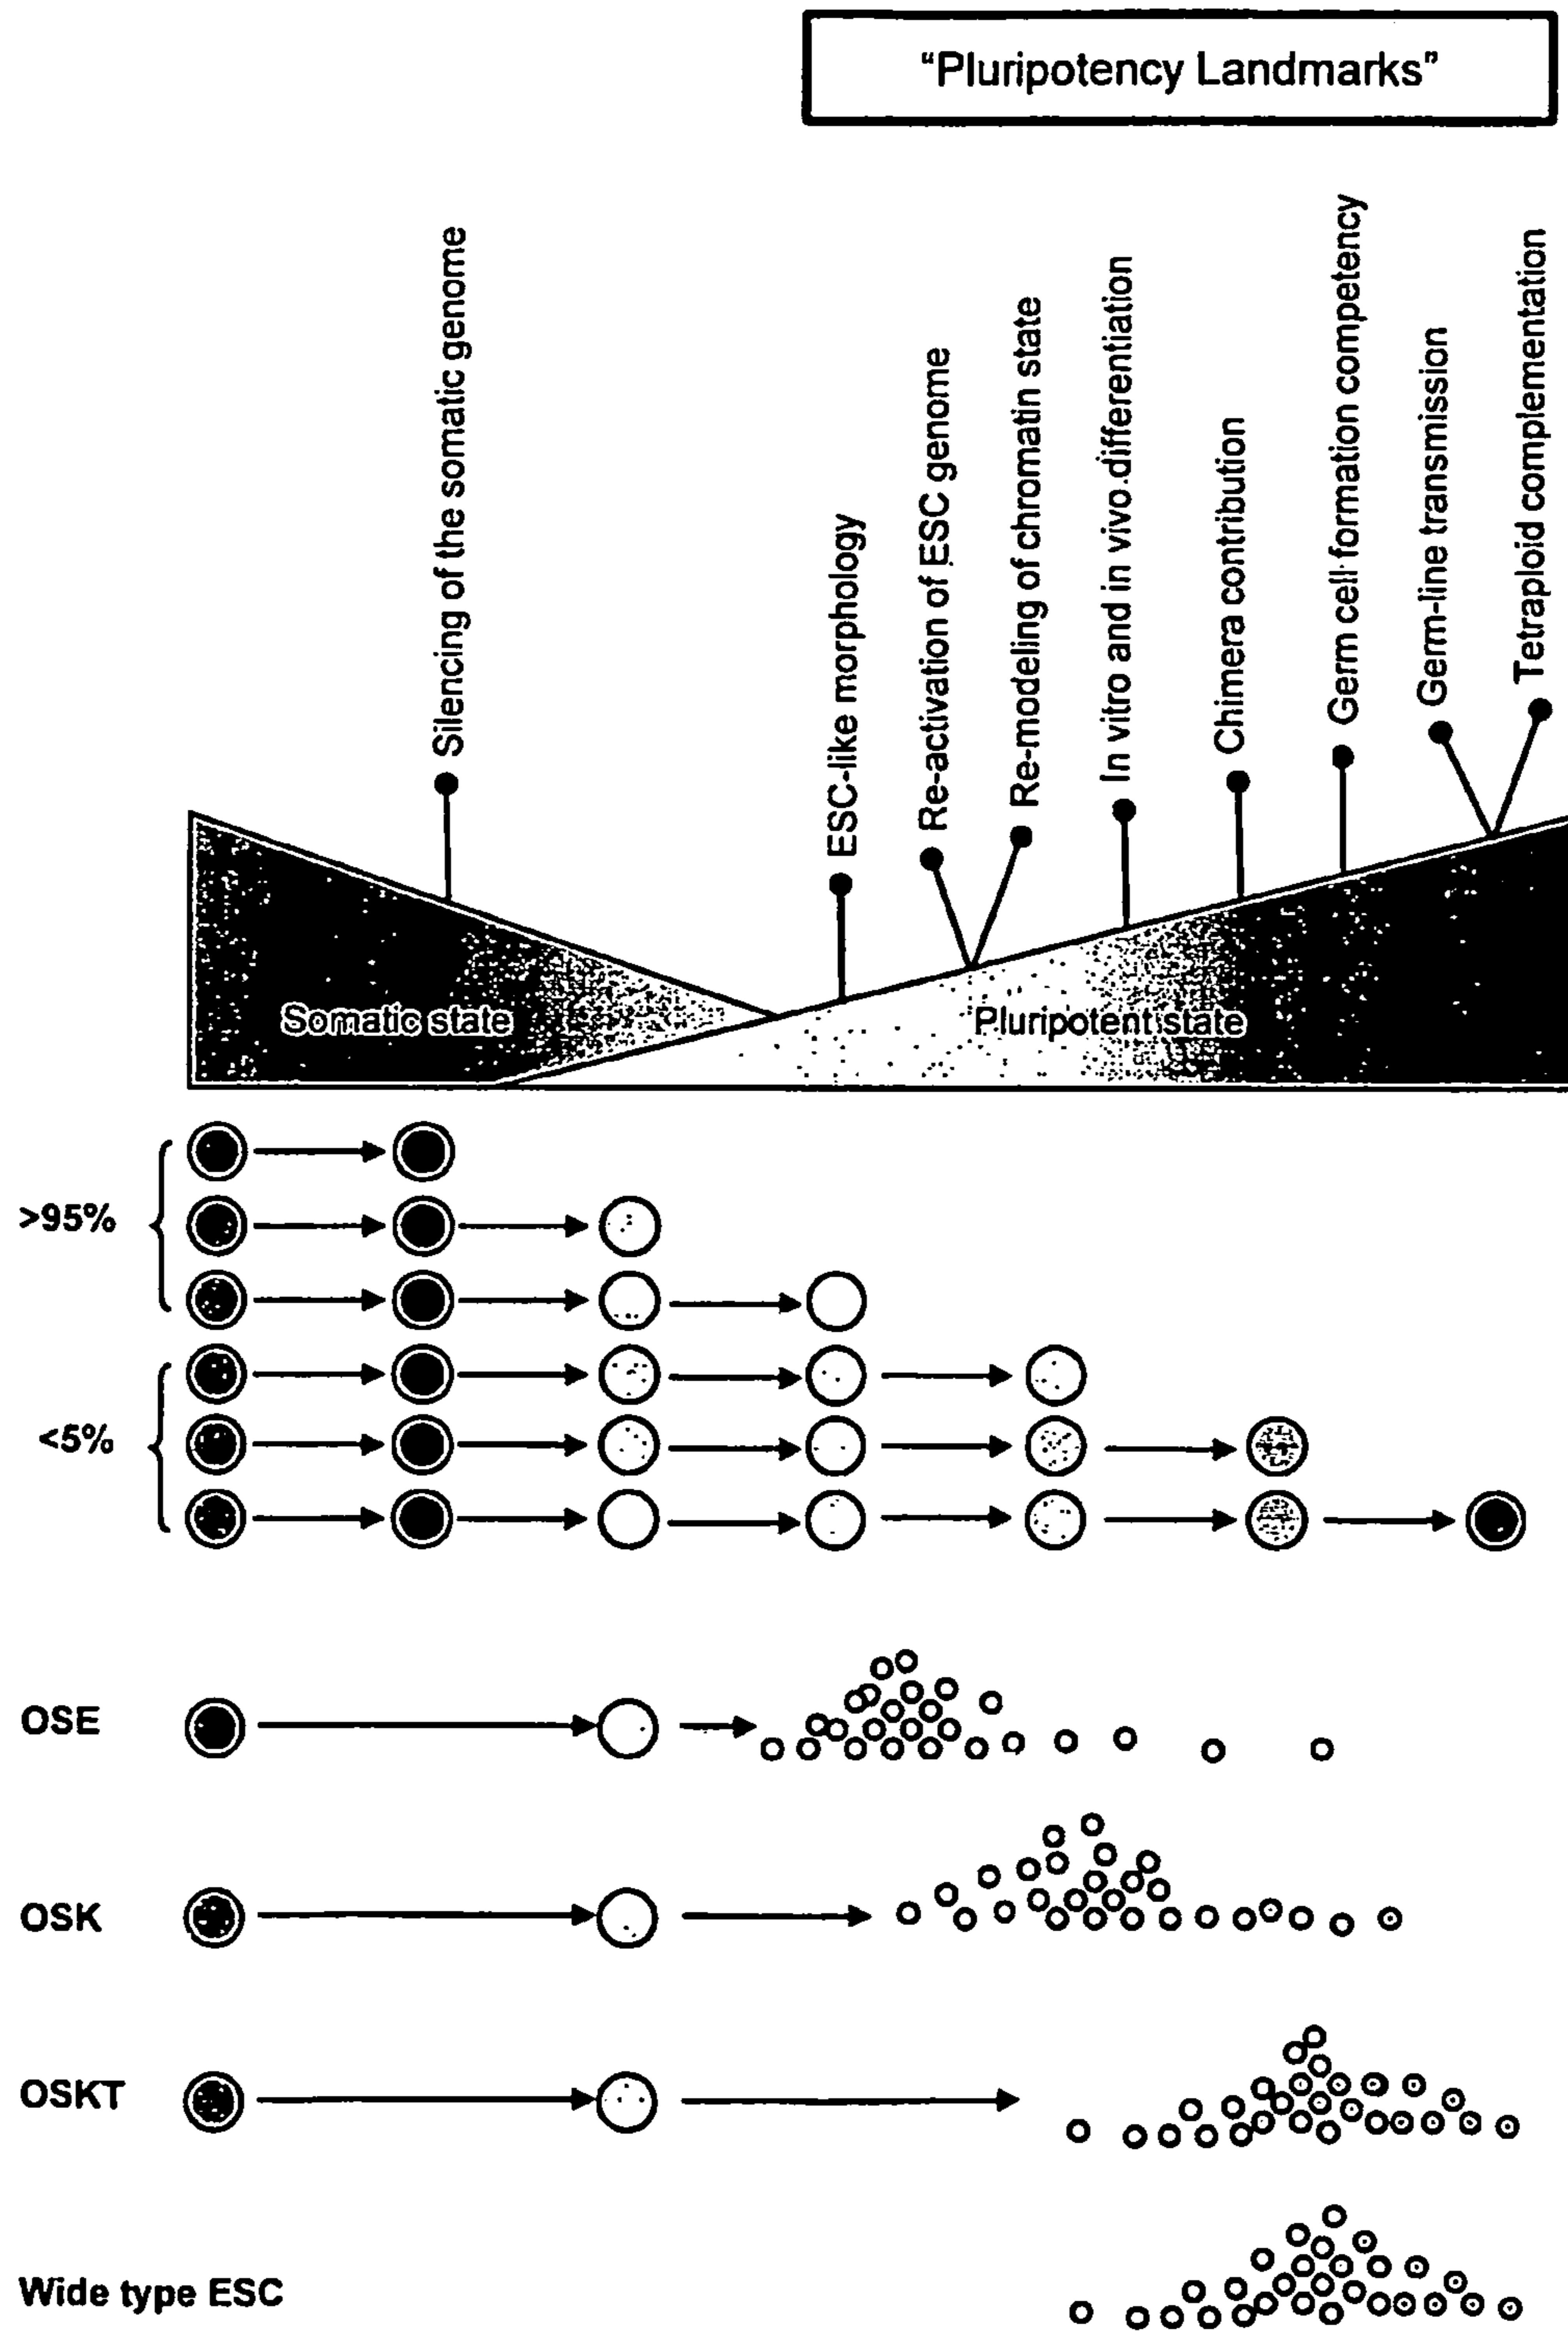 “Pluripotency Landmarks”
Silencing of the somatic genome
ESC-like morphology
Re-activation of ESC genome
Re-modeling of chromatin state
In vitro and in vivo differentiation
Chimera contribution
Germ cell formation competency
Germ-line transmission
Tetraploid complementation
Somatic state
Pluripotent state
>95%
<5%
OSE
OSK
OSKT
Wide type ESC